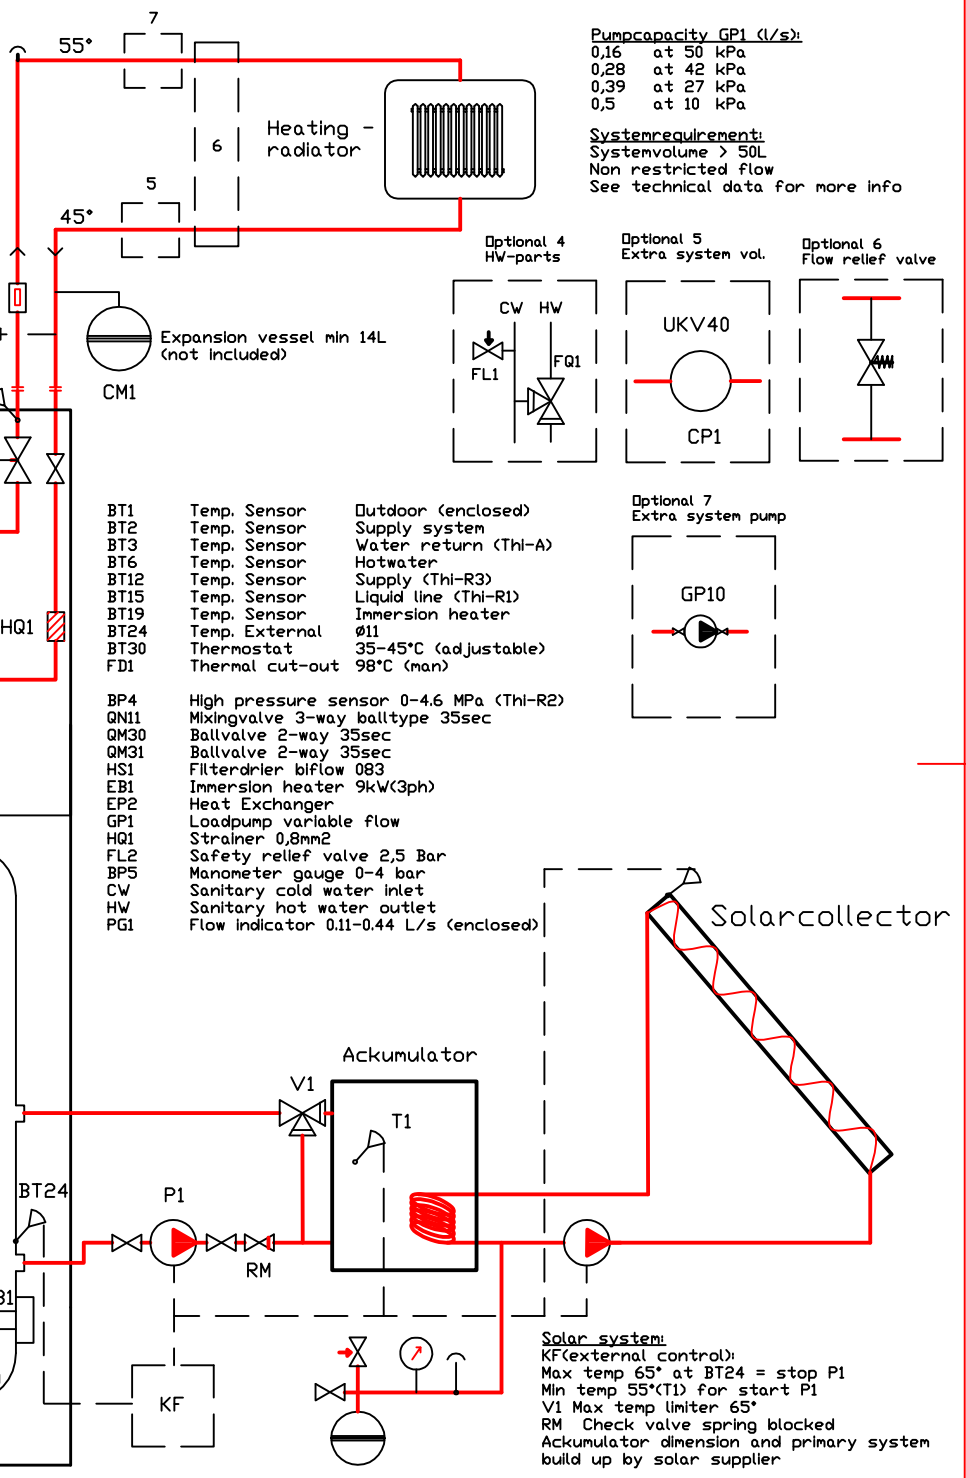 7
55°
6
5
45°
Heating -
radiator
Pumpcapacity GP1 (l/s):
0,16 at 50 kPa
0,28 at 42 kPa
0,39 at 27 kPa
0,5 at 10 kPa
Systemrequirement:
Systemvolume > 50L
Non restricted flow
See technical data for more info
Expansion vessel min 14L
(not included)
CM1
Optional 4
HW-parts
CW HW
FL1
FQ1
Optional 5
Extra system vol.
UKV40
CP1
Optional 6
Flow relief valve
Optional 7
Extra system pump
GP10
HQ1
BT1 Temp. Sensor Outdoor (enclosed)
BT2 Temp. Sensor Supply system
BT3 Temp. Sensor Water return (Thi-A)
BT6 Temp. Sensor Hotwater
BT12 Temp. Sensor Supply (Thi-R3)
BT15 Temp. Sensor Liquid line (Thi-R1)
BT19 Temp. Sensor Immersion heater
BT24 Temp. External ø11
BT30 Thermostat 35-45°C (adjustable)
FD1 Thermal cut-out 98°C (man)
BP4 High pressure sensor 0-4.6 MPa (Thi-R2)
QN11 Mixingvalve 3-way balltype 35sec
QM30 Ballvalve 2-way 35sec
QM31 Ballvalve 2-way 35sec
HS1 Filterdrier biflow 083
EB1 Immersion heater 9kW(3ph)
EP2 Heat Exchanger
GP1 Loadpump variable flow
HQ1 Strainer 0,8mm2
FL2 Safety relief valve 2,5 Bar
BP5 Manometer gauge 0-4 bar
CW Sanitary cold water inlet
HW Sanitary hot water outlet
PG1 Flow indicator 0.11-0.44 L/s (enclosed)
Solarcollector
Ackumulator
V1
T1
BT24
P1
RM
KF
Solar system:
KF(external control):
Max temp 65° at BT24 = stop P1
Min temp 55°(T1) for start P1
V1 Max temp limiter 65°
RM Check valve spring blocked
Ackumulator dimension and primary system
build up by solar supplier